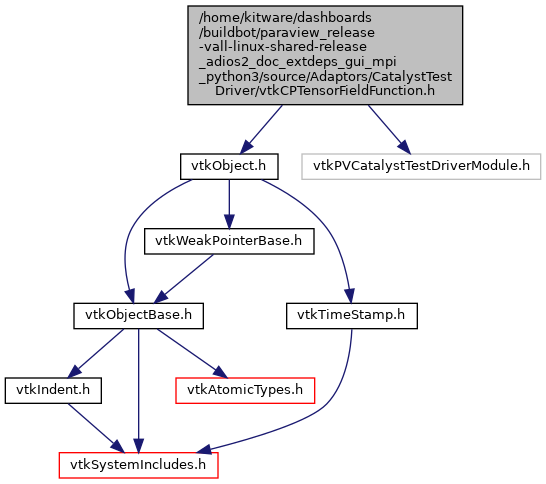 /home/kitware/dashboards
/buildbot/paraview_release
-vall-linux-shared-release
_adios2_doc_extdeps_gui_mpi
_python3/source/Adaptors/CatalystTest
Driver/vtkCPTensorFieldFunction.h
vtkObject.h
vtkPVCatalystTestDriverModule.h
vtkWeakPointerBase.h
vtkObjectBase.h
vtkTimeStamp.h
vtkIndent.h
vtkAtomicTypes.h
vtkSystemIncludes.h